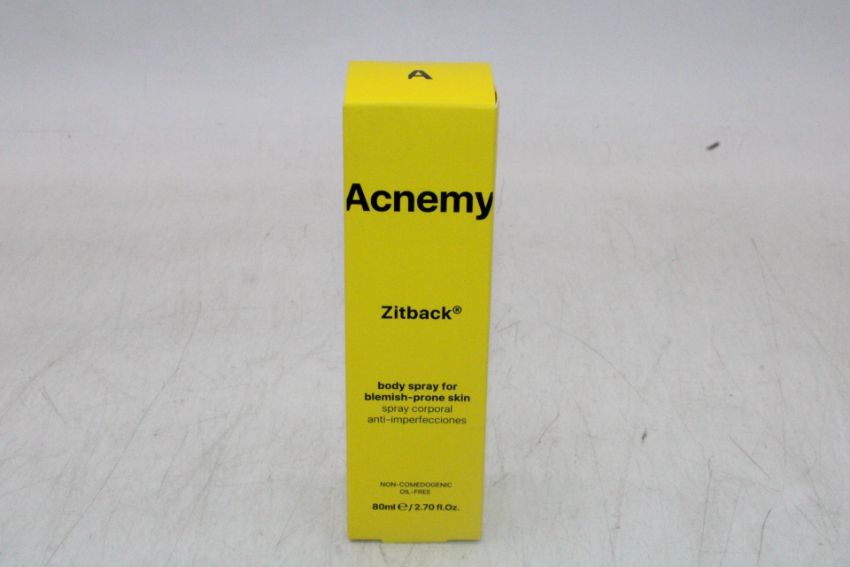 A
Acnemy
Zitback®
body spray for
blemish-prone skin
spray corporal
anti-imperfecciones
NON-COMEDOGENIC
OIL-FREE
80ml ℮ / 2.70 fl.Oz.